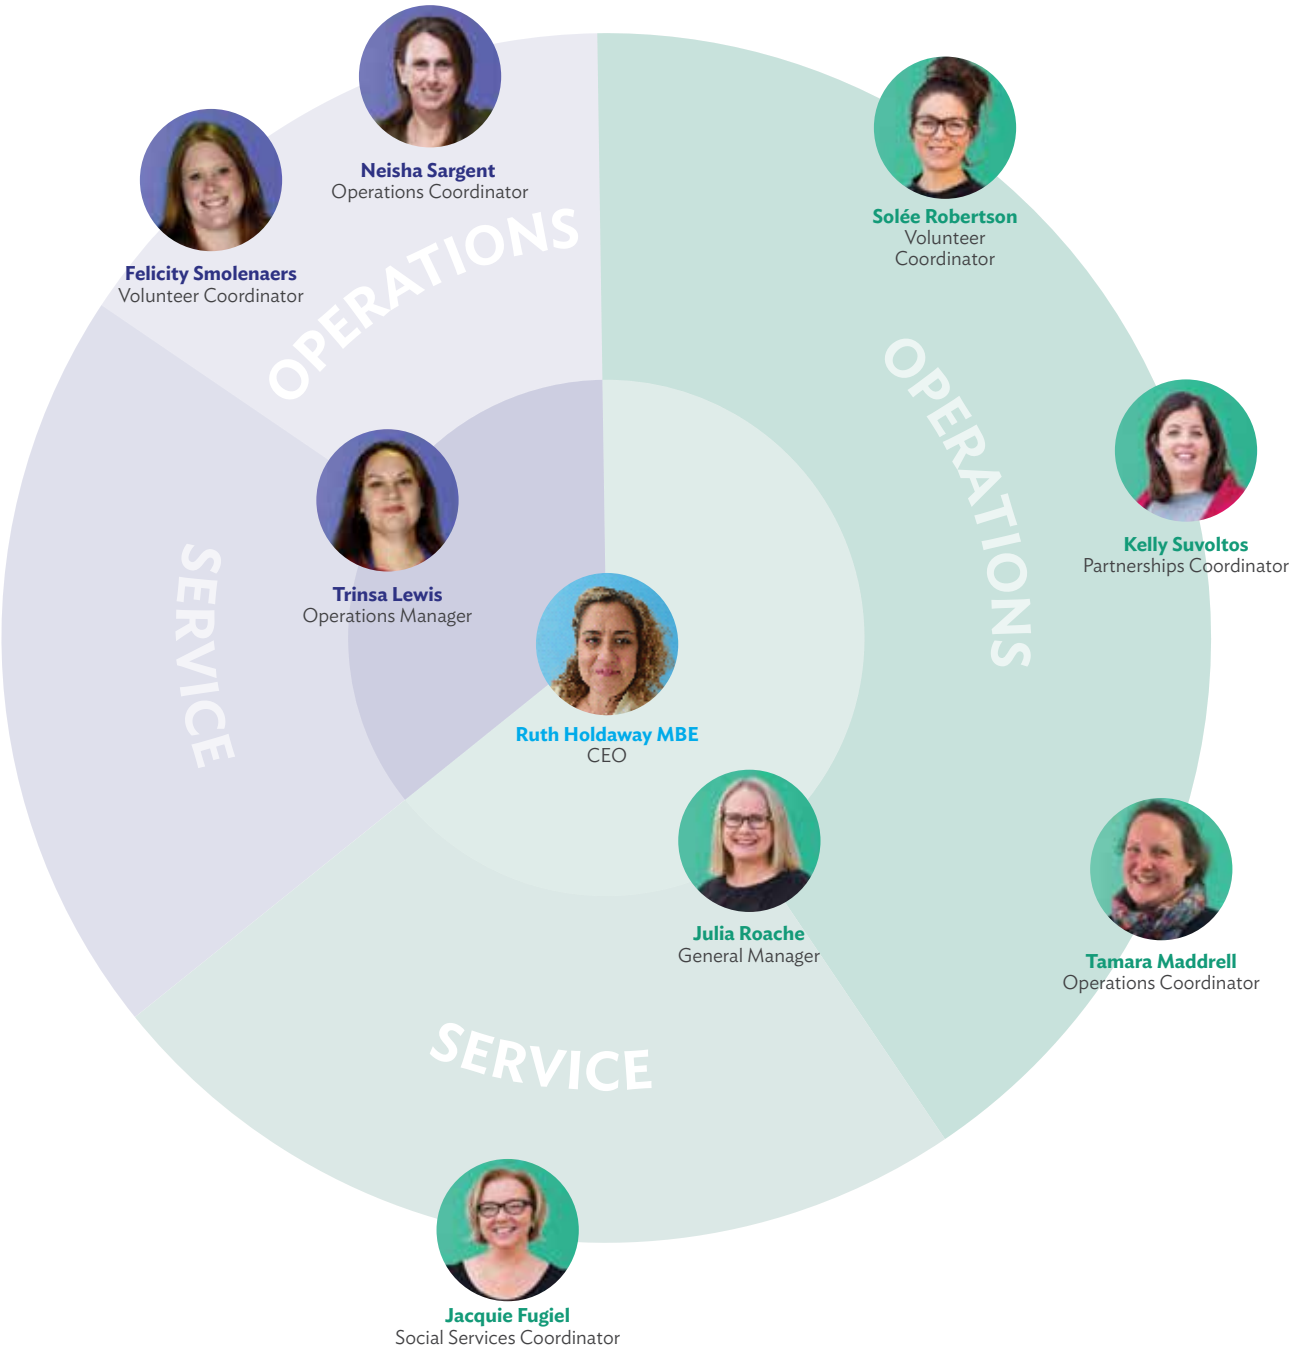 Neisha Sargent
Operations Coordinator
Felicity Smolenaers
Volunteer Coordinator
OPERATIONS
Solée Robertson
Volunteer
Coordinator
OPERATIONS
Kelly Suvoltos
Partnerships Coordinator
SERVICE
Trinsa Lewis
Operations Manager
Ruth Holdaway MBE
CEO
Julia Roache
General Manager
Tamara Maddrell
Operations Coordinator
SERVICE
Jacquie Fugiel
Social Services Coordinator